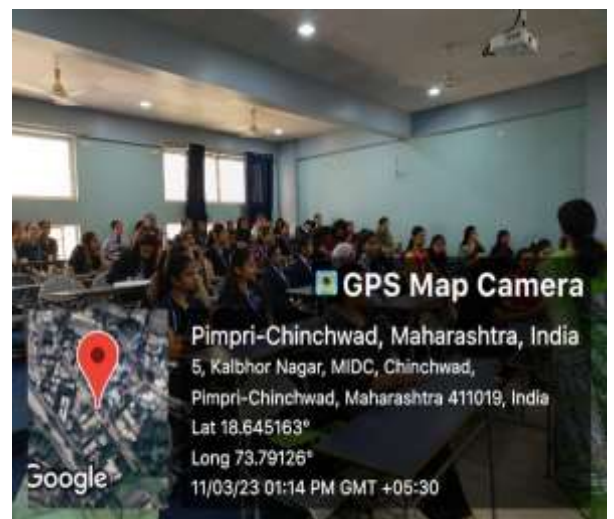 GPS Map Camera
Pimpri-Chinchwad, Maharashtra, India
5, Kalbhor Nagar, MIDC, Chinchwad,
Pimpri-Chinchwad, Maharashtra 411019, India
Lat 18.645163°
Long 73.79126°
11/03/23 01:14 PM GMT +05:30
Google